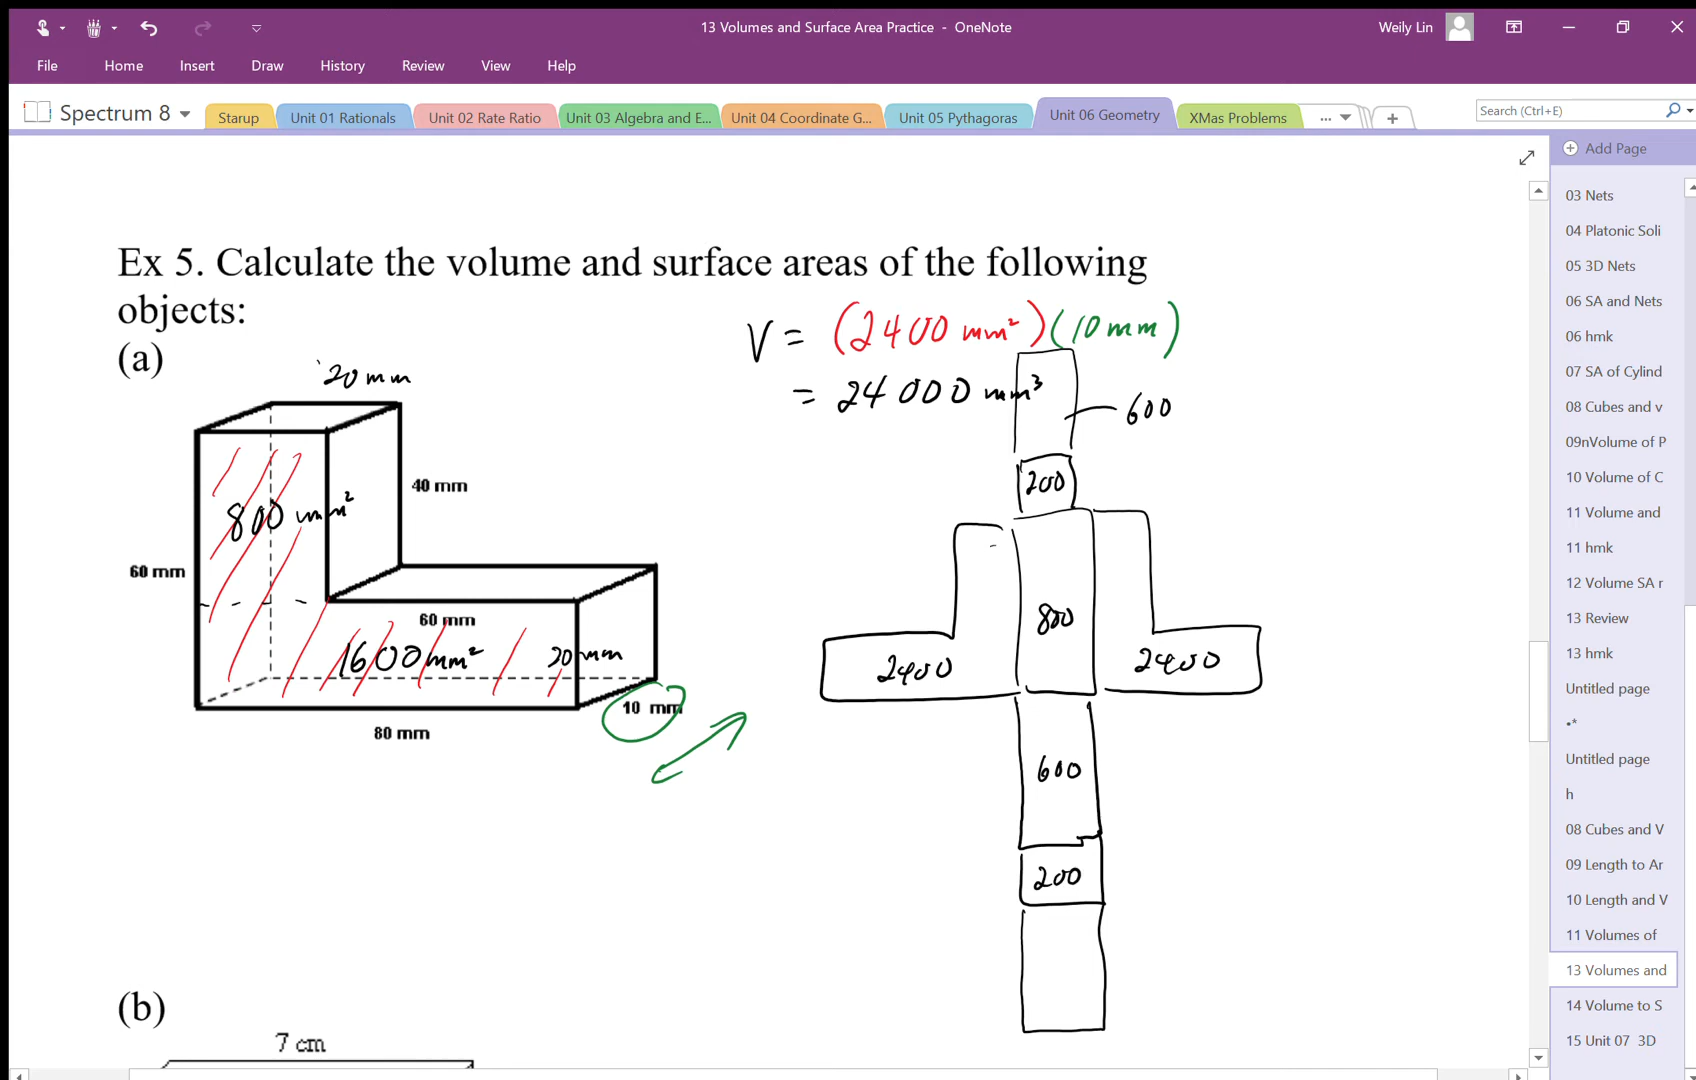 13 Volumes and Surface Area Practice - OneNote
Weily Lin
File Home Insert Draw History Review View Help
Spectrum 8
Starup
Unit 01 Rationals
Unit 02 Rate Ratio
Unit 03 Algebra and E...
Unit 04 Coordinate G...
Unit 05 Pythagoras
Unit 06 Geometry
XMas Problems
...
Search (Ctrl+E)
Add Page
03 Nets
04 Platonic Soli
05 3D Nets
06 SA and Nets
06 hmk
07 SA of Cylind
08 Cubes and v
09nVolume of P
10 Volume of C
11 Volume and
11 hmk
12 Volume SA r
13 Review
13 hmk
Untitled page
•*
Untitled page
h
08 Cubes and V
09 Length to Ar
10 Length and V
11 Volumes of
13 Volumes and
14 Volume to S
15 Unit 07 3D
Ex 5. Calculate the volume and surface areas of the following
objects:
(a)
V = (2400 mm²)(10 mm)
= 24 000 mm³
20 mm
40 mm
800 mm²
60 mm
60 mm
1600 mm²
20 mm
10 mm
80 mm
600
200
800
2400
2400
600
200
(b)
7 cm